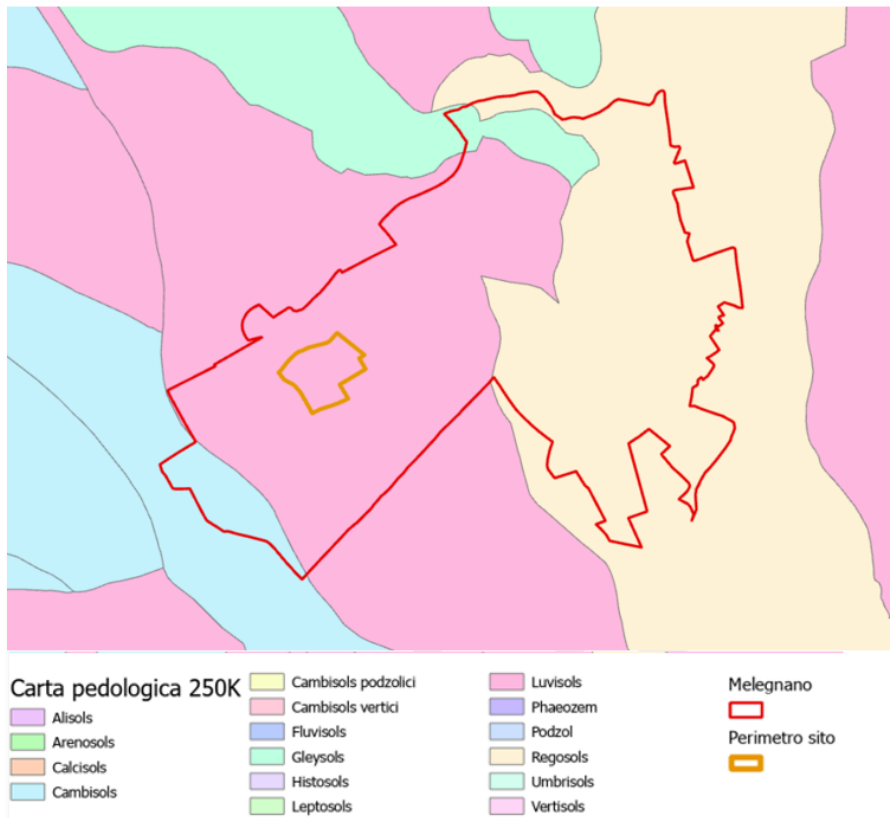 Carta pedologica 250K
Alisols
Arenosols
Calcisols
Cambisols
Cambisols podzolici
Cambisols vertici
Fluvisols
Gleysols
Histosols
Leptosols
Luvisols
Phaeozem
Podzol
Regosols
Umbrisols
Vertisols
Melegnano
Perimetro sito